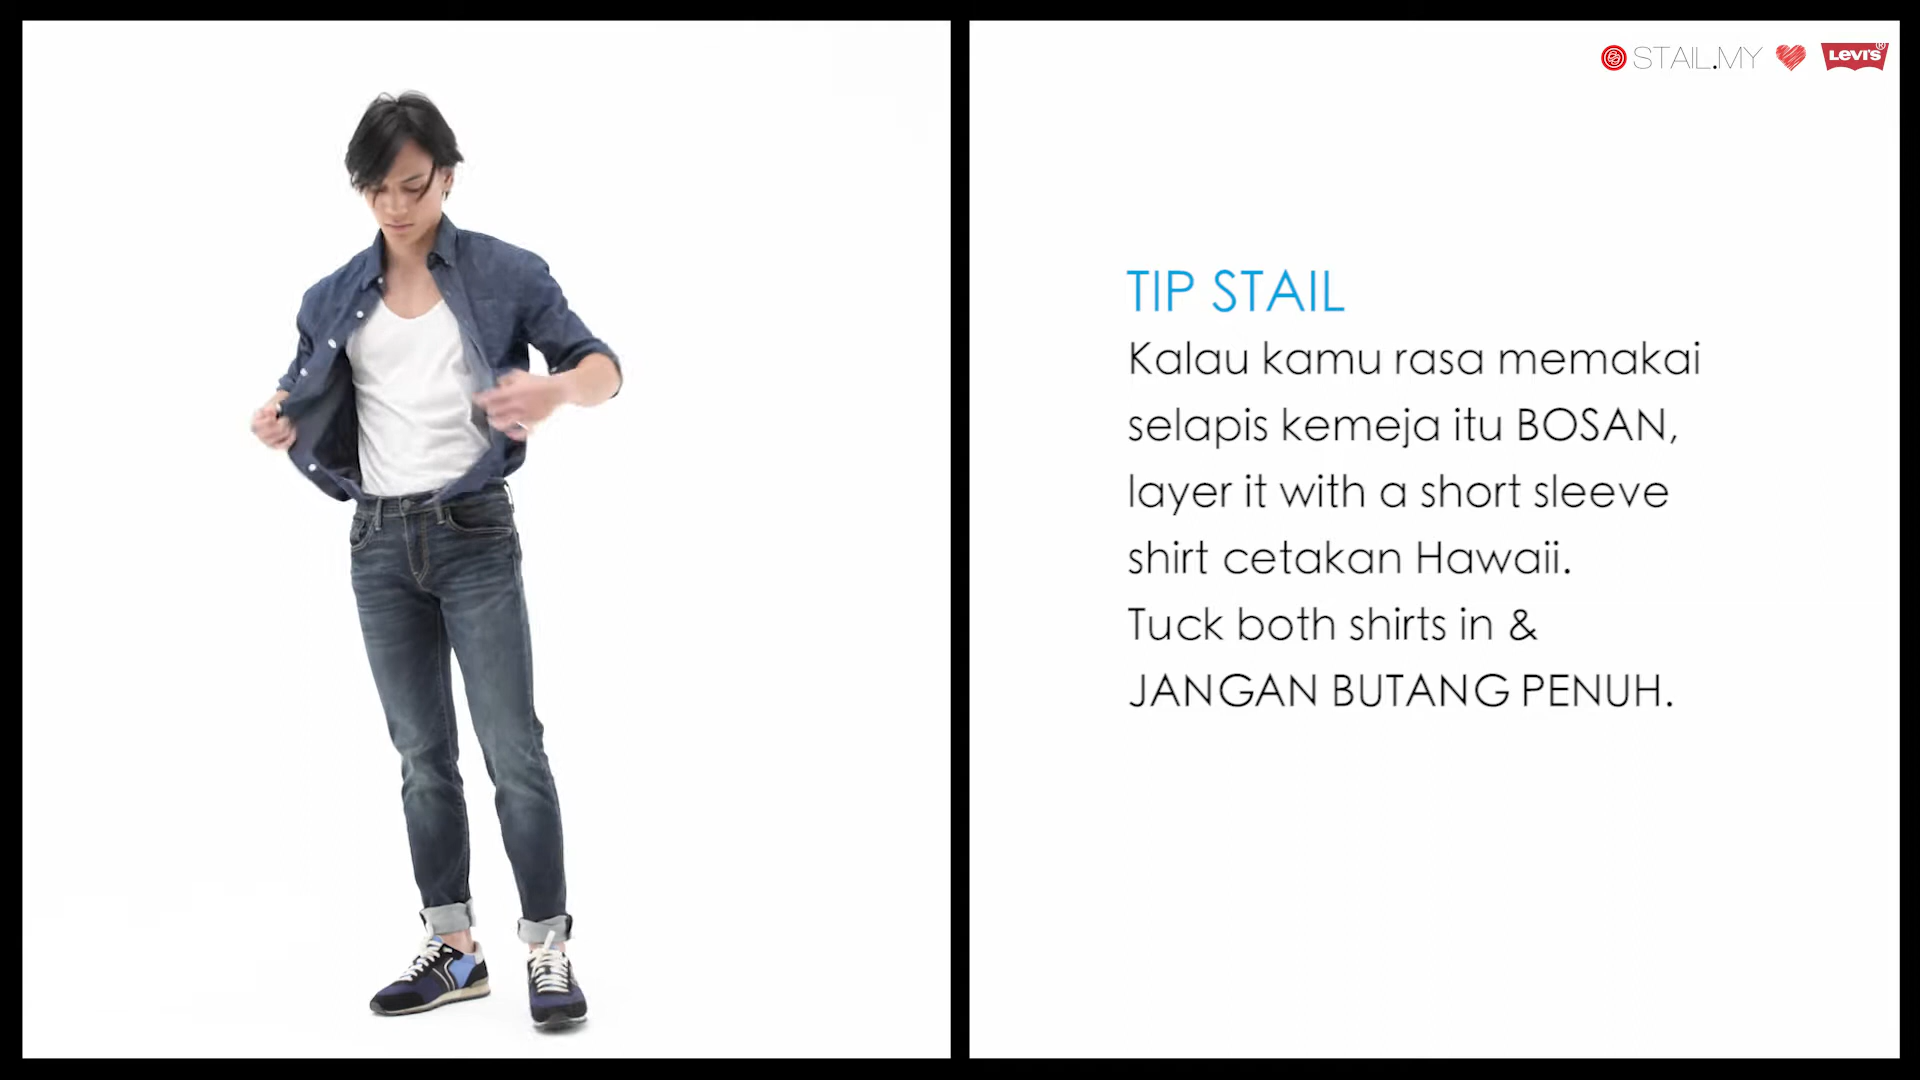 STAIL.MY LEVI'S®
TIP STAIL
Kalau kamu rasa memakai
selapis kemeja itu BOSAN,
layer it with a short sleeve
shirt cetakan Hawaii.
Tuck both shirts in &
JANGAN BUTANG PENUH.